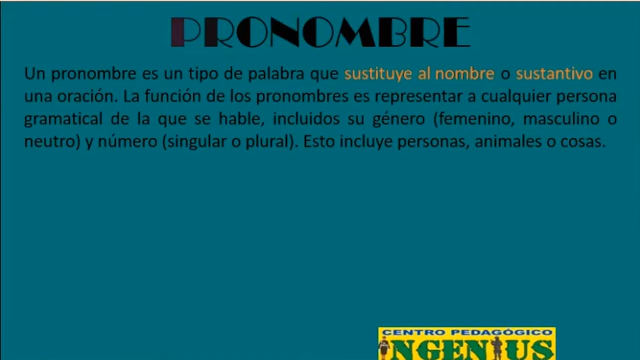 PRONOMBRE
Un pronombre es un tipo de palabra que sustituye al nombre o sustantivo en
una oración. La función de los pronombres es representar a cualquier persona
gramatical de la que se hable, incluidos su género (femenino, masculino o
neutro) y número (singular o plural). Esto incluye personas, animales o cosas.
CENTRO PEDAGÓGICO
INGENIUS